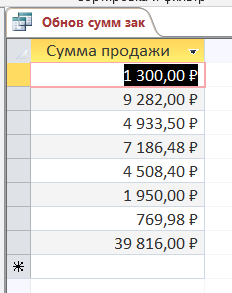 Обнов сумм зак
Сумма продажи
1 300,00 ₽
9 282,00 ₽
4 933,50 ₽
7 186,48 ₽
4 508,40 ₽
1 950,00 ₽
769,98 ₽
39 816,00 ₽